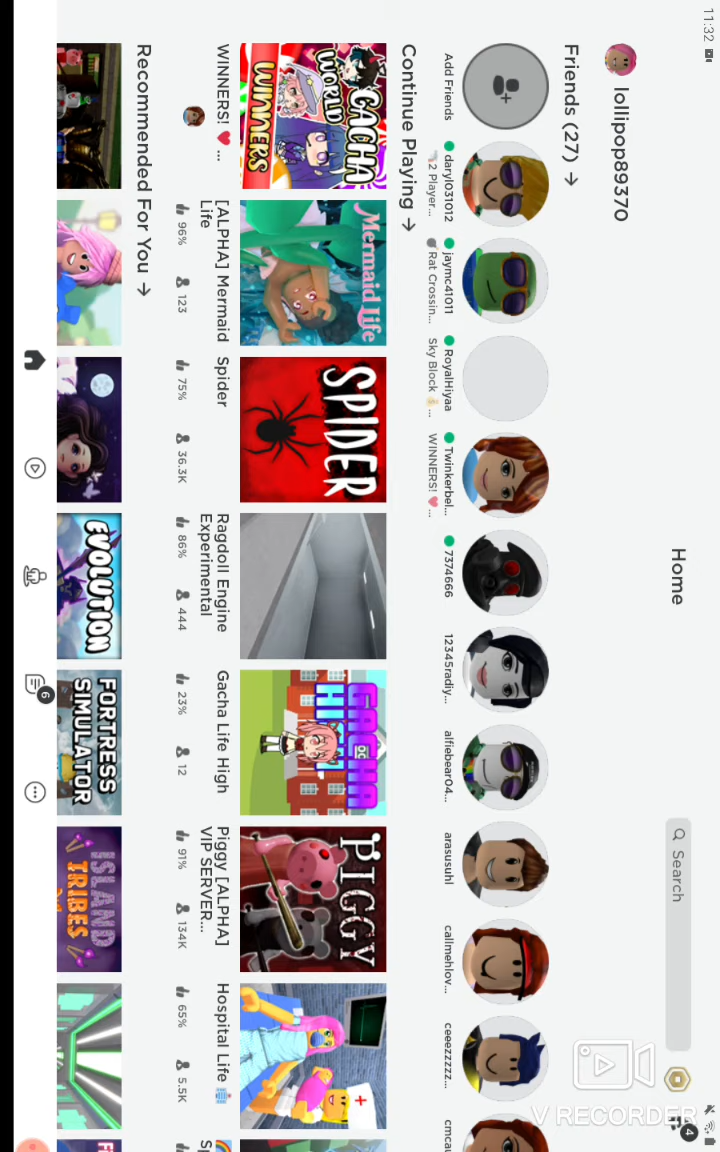 11:32
lollipop89370
Home
Search
4
Friends (27) →
Add Friends
daryl031012
2 Player...
jaymc41011
Rat Crossin...
RoyalHiyaa
Sky Block
Twinkerbel...
WINNERS! ❤ ...
7374666
12345radiy...
alfiebear04...
arasusuhl
callmehlov...
ceeezzzzz...
cmcau
Continue Playing →
GACHA
WORLD
WINNERS
Mermaid Life
SPIDER
GACHA
PIGGY
WINNERS! ❤ ...
[ALPHA] Mermaid
Life
96% 123
Spider
75% 36.3K
Ragdoll Engine
Experimental
86% 444
Gacha Life High
23% 12
Piggy [ALPHA]
VIP SERVER...
91% 134K
Hospital Life 🏥
65% 5.5K
Recommended For You →
EVOLUTION
FORTRESS
SIMULATOR
ISLAND
TRIBES
6
V RECORDER